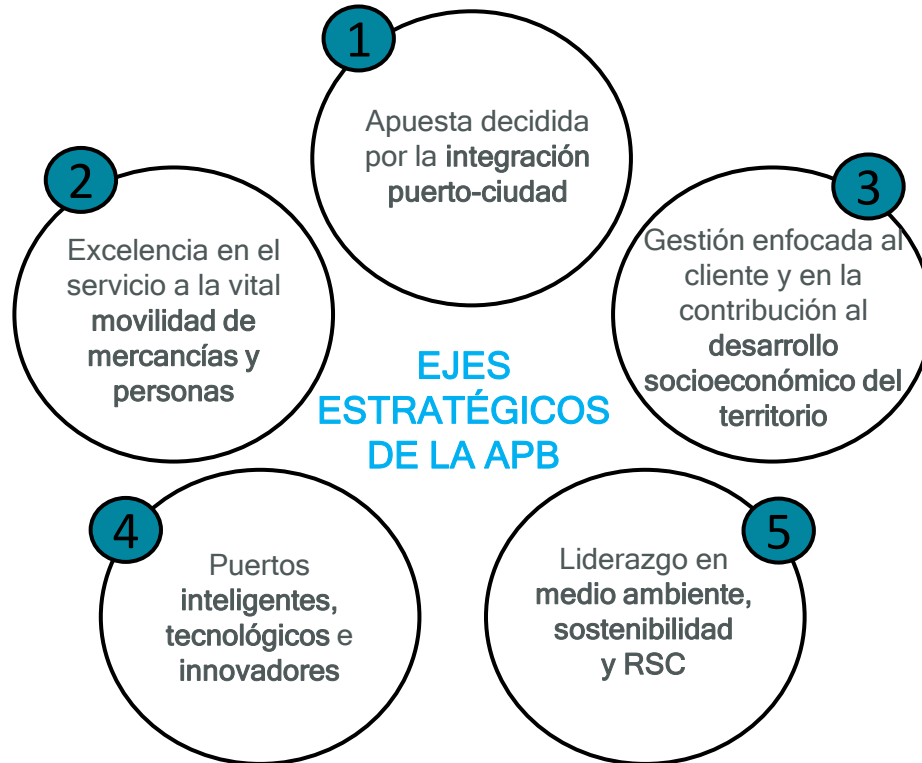 1
Apuesta decidida
por la integración
puerto-ciudad
2
Excelencia en el
servicio a la vital
movilidad de
mercancías y
personas
3
Gestión enfocada al
cliente y en la
contribución al
desarrollo
socioeconómico del
territorio
EJES
ESTRATÉGICOS
DE LA APB
4
Puertos
inteligentes,
tecnológicos e
innovadores
5
Liderazgo en
medio ambiente,
sostenibilidad
y RSC